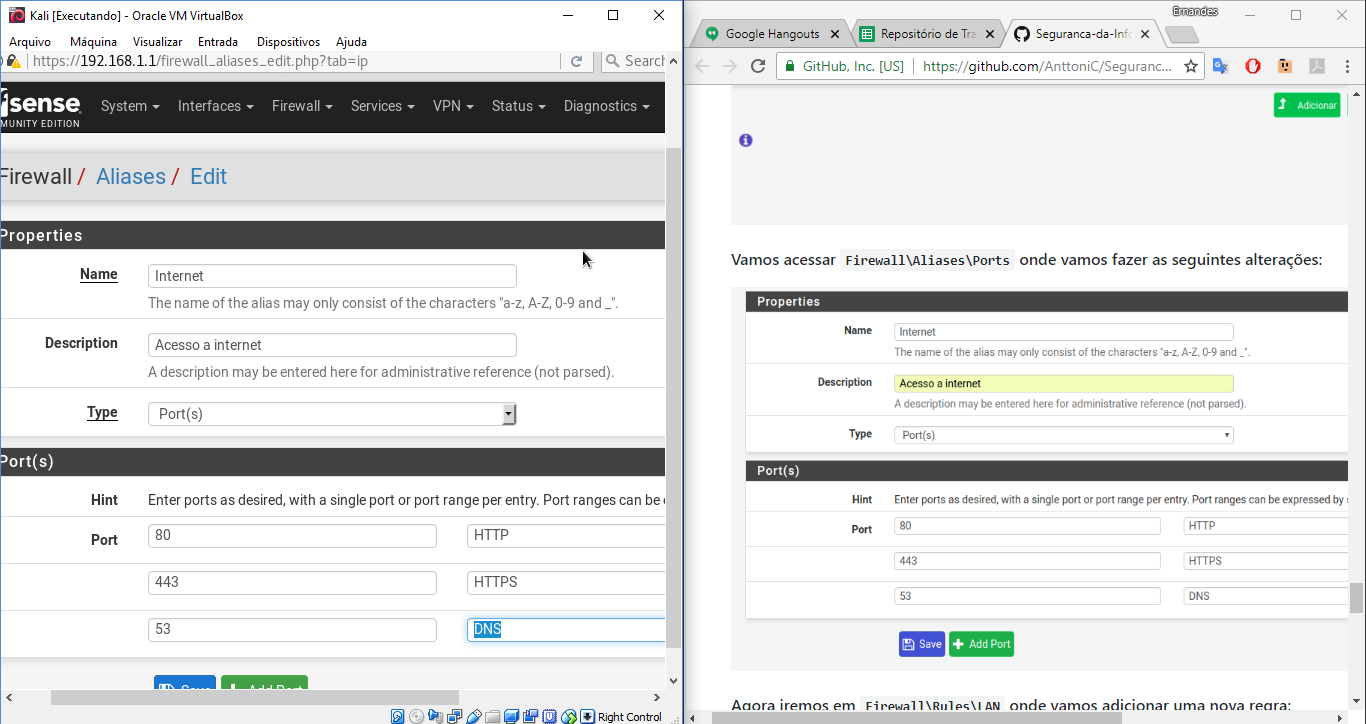 Kali [Executando] - Oracle VM VirtualBox
Arquivo Máquina Visualizar Entrada Dispositivos Ajuda
https://192.168.1.1/firewall_aliases_edit.php?tab=ip
Search
sense
MUNITY EDITION
System Interfaces Firewall Services VPN Status Diagnostics
Firewall / Aliases / Edit
Properties
Name
Internet
The name of the alias may only consist of the characters "a-z, A-Z, 0-9 and _".
Description
Acesso a internet
A description may be entered here for administrative reference (not parsed).
Type
Port(s)
Port(s)
Hint
Enter ports as desired, with a single port or port range per entry. Port ranges can be
Port
80 HTTP
443 HTTPS
53 DNS
Save Add Port
Right Control
Ernandes
Google Hangouts
Repositório de Tra
Seguranca-da-Info
GitHub, Inc. [US] https://github.com/AnttoniC/Seguranc...
Adicionar
Vamos acessar Firewall\Aliases\Ports onde vamos fazer as seguintes alterações:
Properties
Name
Internet
The name of the alias may only consist of the characters "a-z, A-Z, 0-9 and _".
Description
Acesso a internet
A description may be entered here for administrative reference (not parsed).
Type
Port(s)
Port(s)
Hint
Enter ports as desired, with a single port or port range per entry. Port ranges can be expressed by
Port
80 HTTP
443 HTTPS
53 DNS
Save Add Port
Agora iremos em Firewall\Rules\LAN onde vamos adicionar uma nova regra: